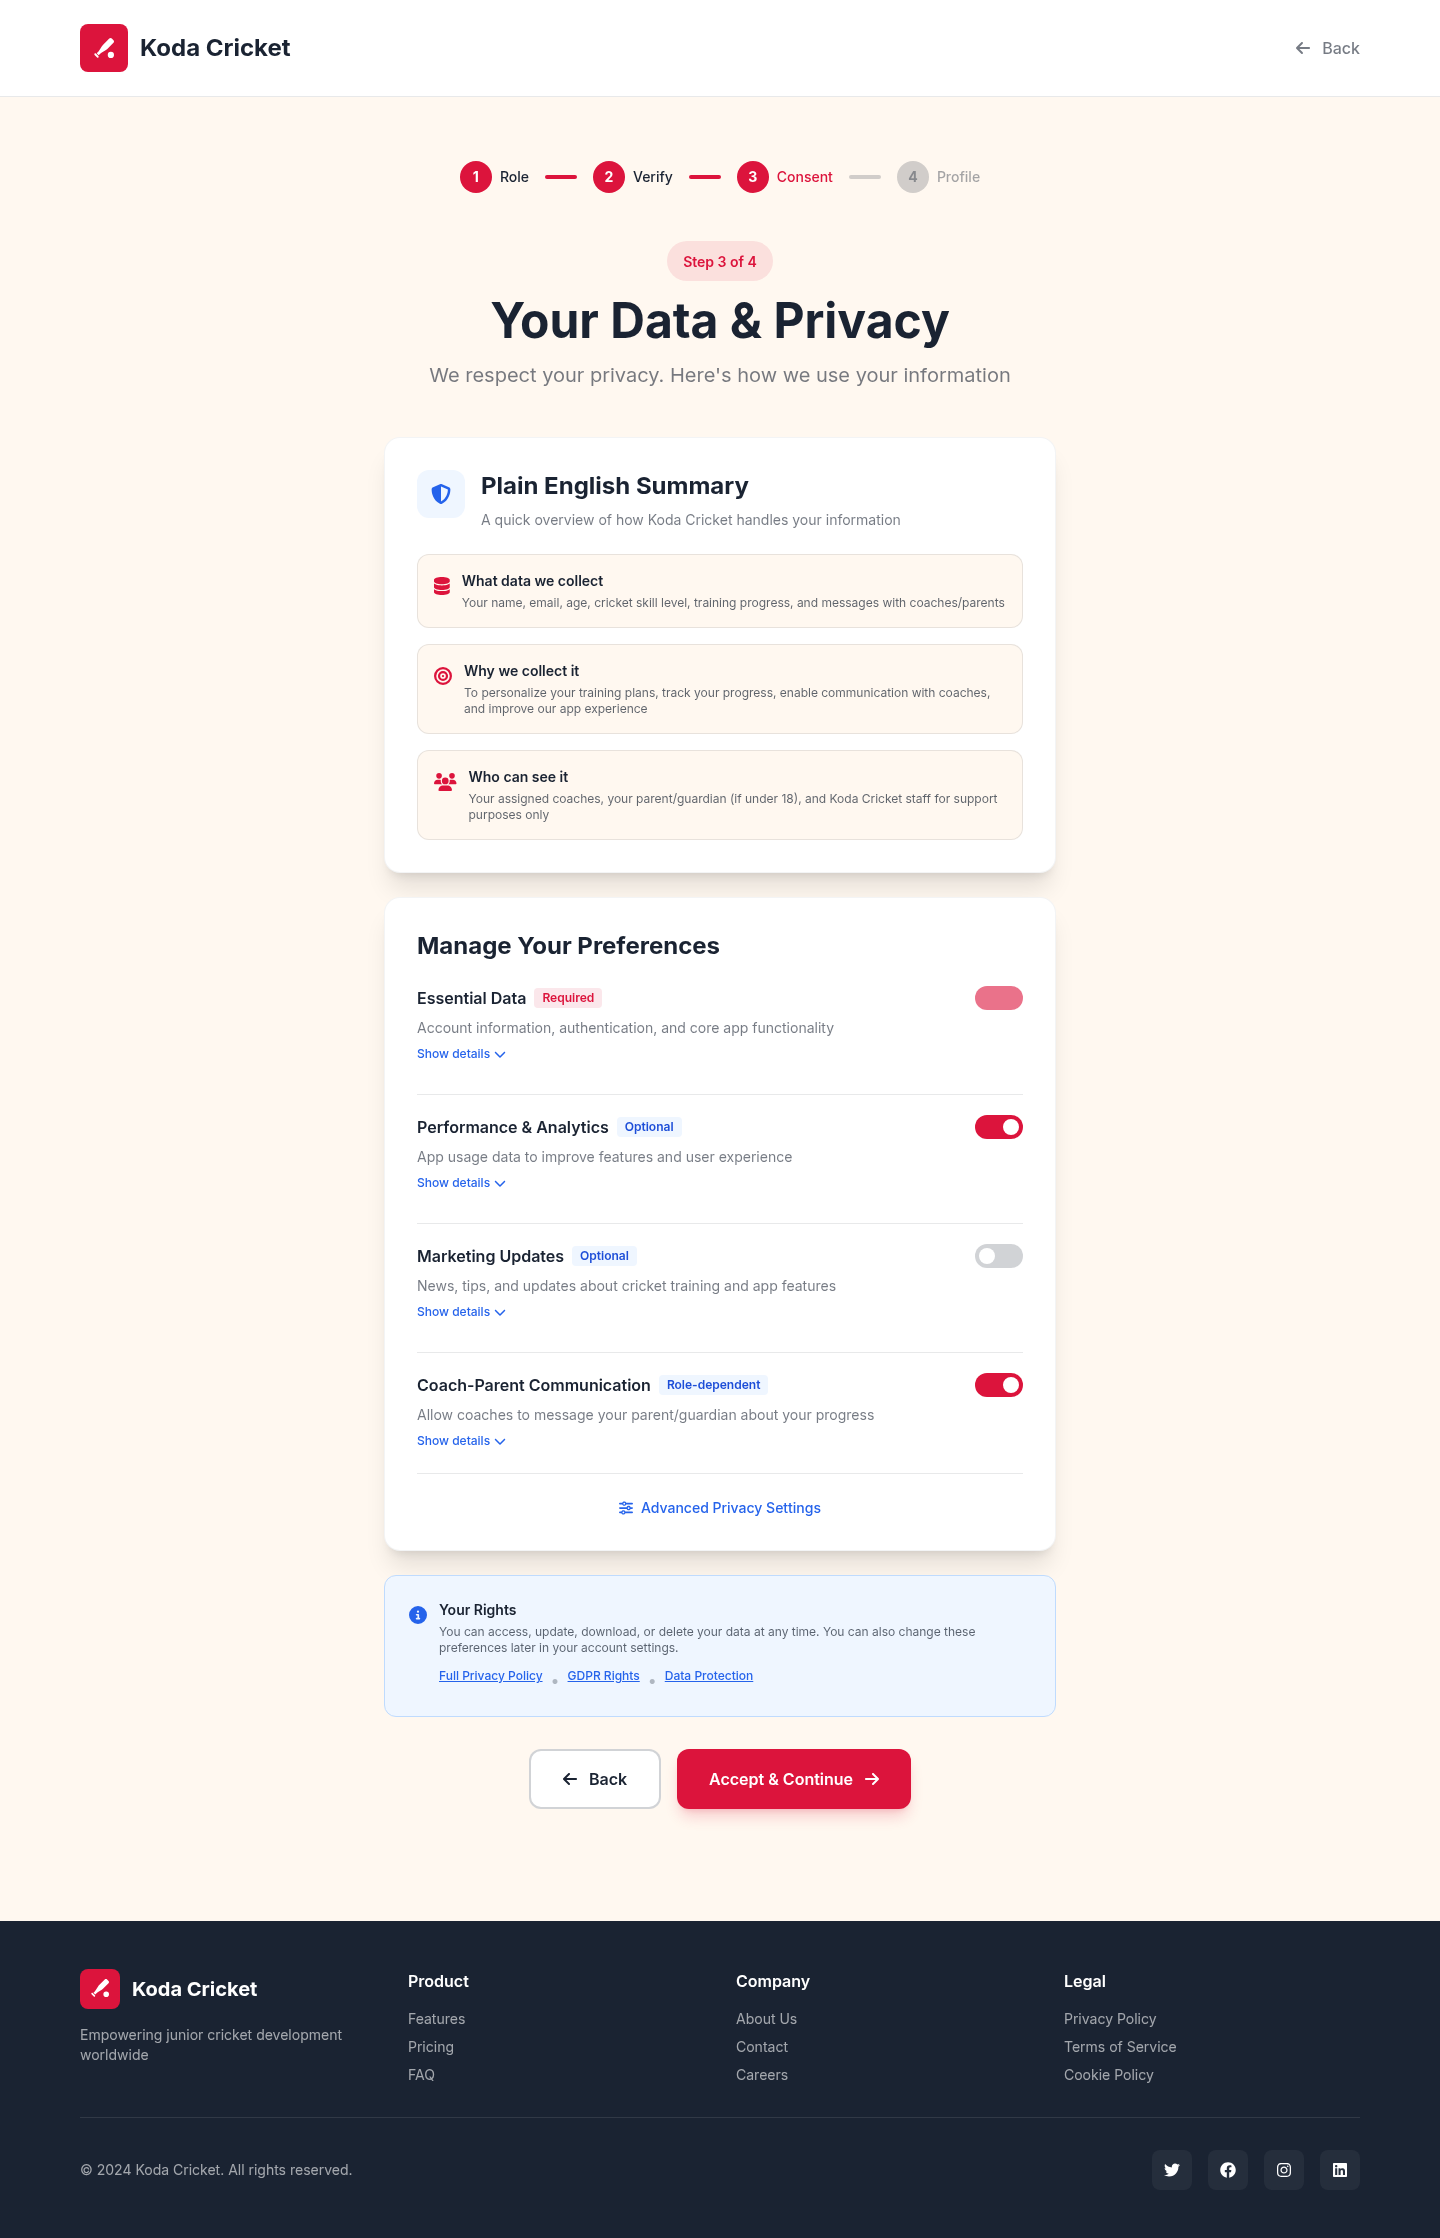 Koda Cricket
Back
1 Role
2 Verify
3 Consent
4 Profile
Step 3 of 4
Your Data & Privacy
We respect your privacy. Here's how we use your information
Plain English Summary
A quick overview of how Koda Cricket handles your information
What data we collect
Your name, email, age, cricket skill level, training progress, and messages with coaches/parents
Why we collect it
To personalize your training plans, track your progress, enable communication with coaches,
and improve our app experience
Who can see it
Your assigned coaches, your parent/guardian (if under 18), and Koda Cricket staff for support
purposes only
Manage Your Preferences
Essential Data Required
Account information, authentication, and core app functionality
Show details
Performance & Analytics Optional
App usage data to improve features and user experience
Show details
Marketing Updates Optional
News, tips, and updates about cricket training and app features
Show details
Coach-Parent Communication Role-dependent
Allow coaches to message your parent/guardian about your progress
Show details
Advanced Privacy Settings
Your Rights
You can access, update, download, or delete your data at any time. You can also change these
preferences later in your account settings.
Full Privacy Policy • GDPR Rights • Data Protection
Back
Accept & Continue
Koda Cricket
Empowering junior cricket development
worldwide
Product
Features
Pricing
FAQ
Company
About Us
Contact
Careers
Legal
Privacy Policy
Terms of Service
Cookie Policy
© 2024 Koda Cricket. All rights reserved.